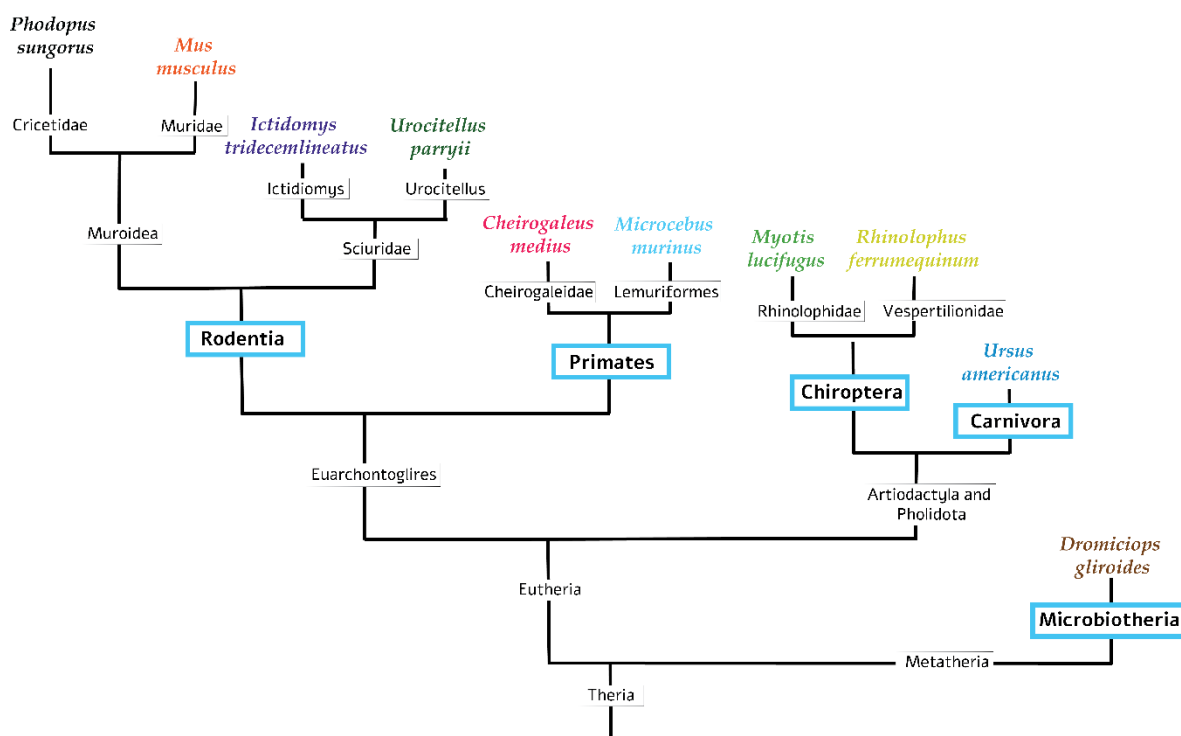 Phodopus
sungorus
Mus
musculus
Cricetidae
Muridae
Ictidomys
tridecemlineatus
Urocitellus
parryii
Ictidiomys
Urocitellus
Muroidea
Sciuridae
Cheirogaleus
medius
Microcebus
murinus
Myotis
lucifugus
Rhinolophus
ferrumequinum
Cheirogaleidae
Lemuriformes
Rhinolophidae
Vespertilionidae
Rodentia
Primates
Ursus
americanus
Chiroptera
Carnivora
Euarchontoglires
Artiodactyla and
Pholidota
Dromiciops
gliroides
Eutheria
Microbiotheria
Metatheria
Theria